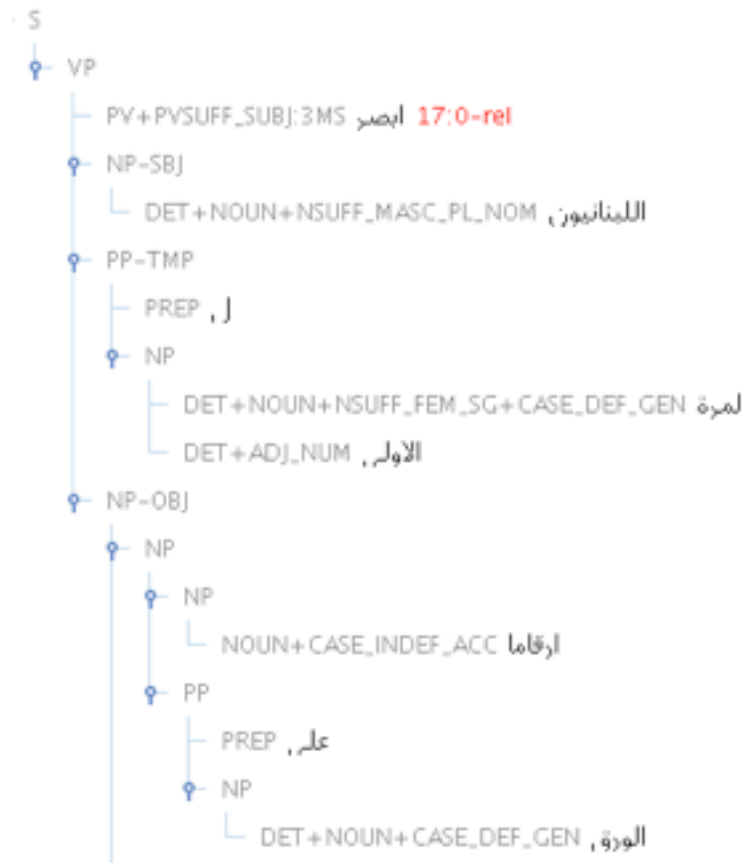 S
VP
PV+PVSUFF_SUBJ:3MS ابصر 17:0-rel
NP-SBJ
DET+NOUN+NSUFF_MASC_PL_NOM اللبنانيون
PP-TMP
PREP ل
NP
DET+NOUN+NSUFF_FEM_SG+CASE_DEF_GEN لمرة
DET+ADJ_NUM الاولى
NP-OBJ
NP
NP
NOUN+CASE_INDEF_ACC ارقاما
PP
PREP على
NP
DET+NOUN+CASE_DEF_GEN الورق